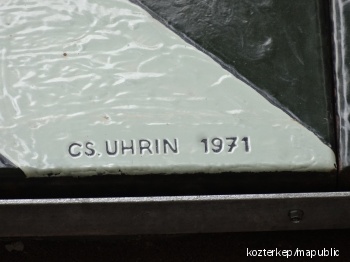 CS. UHRIN 1971
kozterkep/mapublic